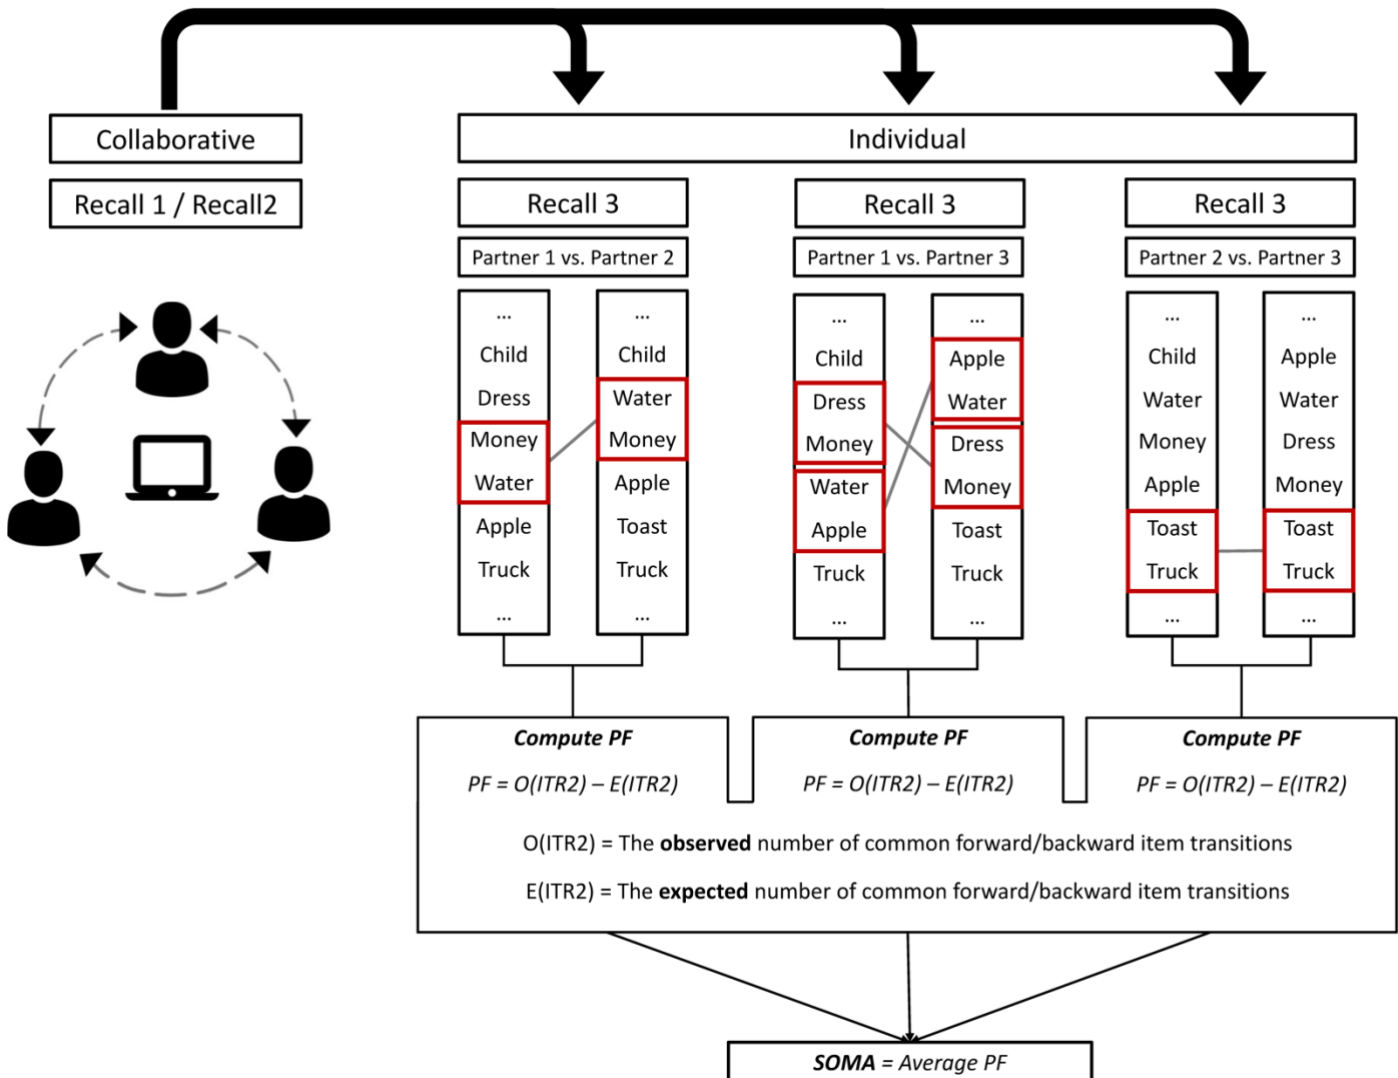 Collaborative
Recall 1 / Recall2
Individual
Recall 3
Partner 1 vs. Partner 2
...
Child
Dress
Money
Water
Apple
Truck
...
...
Child
Water
Money
Apple
Toast
Truck
...
Recall 3
Partner 1 vs. Partner 3
...
Child
Dress
Money
Water
Apple
Truck
...
...
Apple
Water
Dress
Money
Toast
Truck
...
Recall 3
Partner 2 vs. Partner 3
...
Child
Water
Money
Apple
Toast
Truck
...
...
Apple
Water
Dress
Money
Toast
Truck
...
Compute PF
PF = O(ITR2) – E(ITR2)
Compute PF
PF = O(ITR2) – E(ITR2)
Compute PF
PF = O(ITR2) – E(ITR2)
O(ITR2) = The observed number of common forward/backward item transitions
E(ITR2) = The expected number of common forward/backward item transitions
SOMA = Average PF